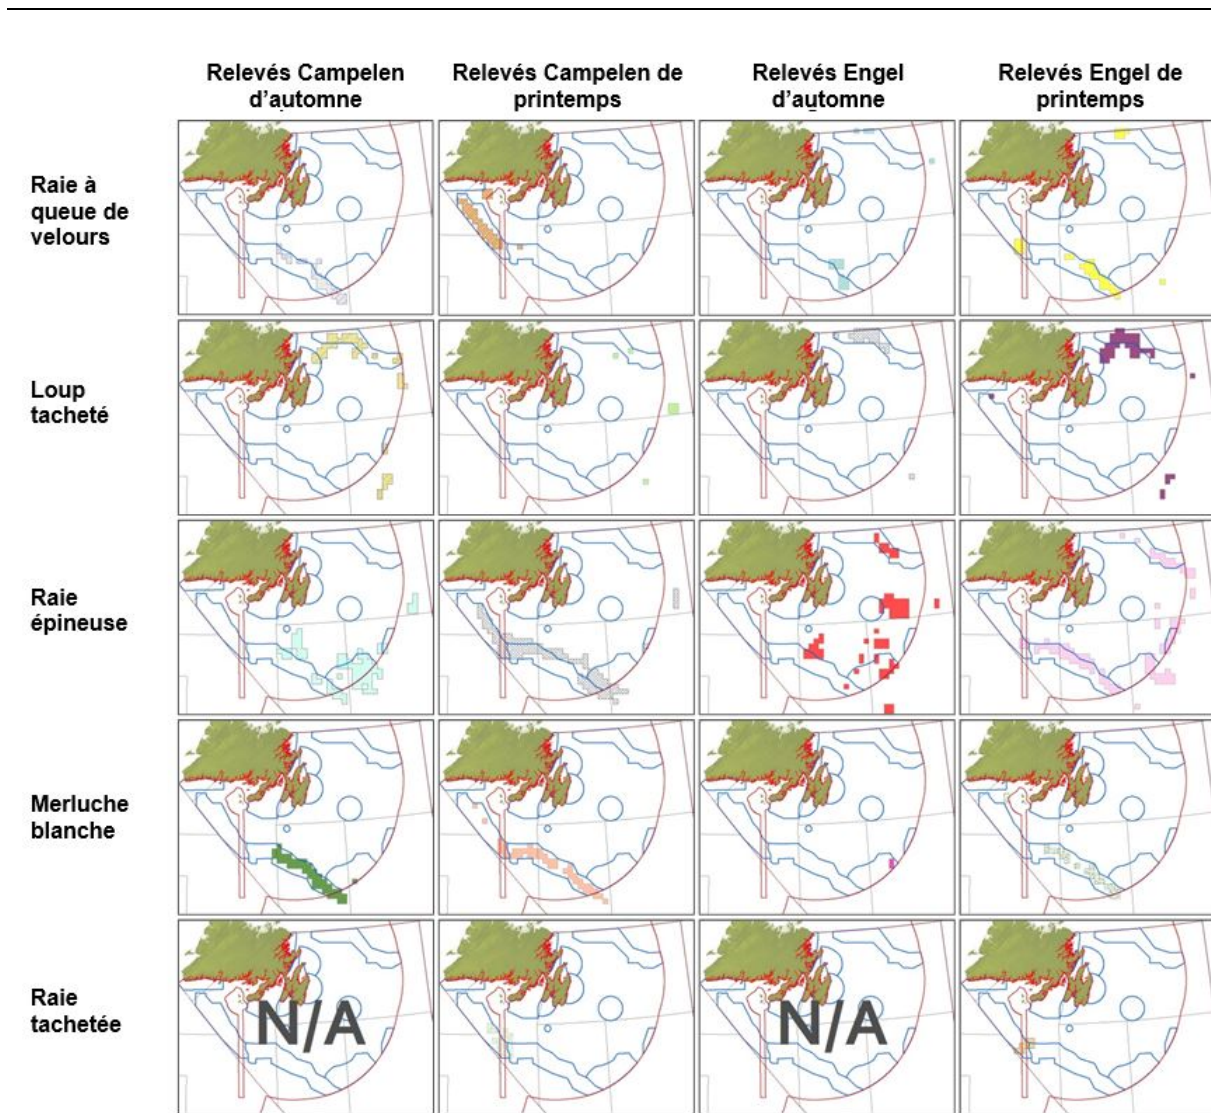 Relevés Campelen
d'automne
Relevés Campelen de
printemps
Relevés Engel
d'automne
Relevés Engel de
printemps
Raie à
queue de
velours
Loup
tacheté
Raie
épineuse
Merluche
blanche
Raie
tachetée
N/A
N/A